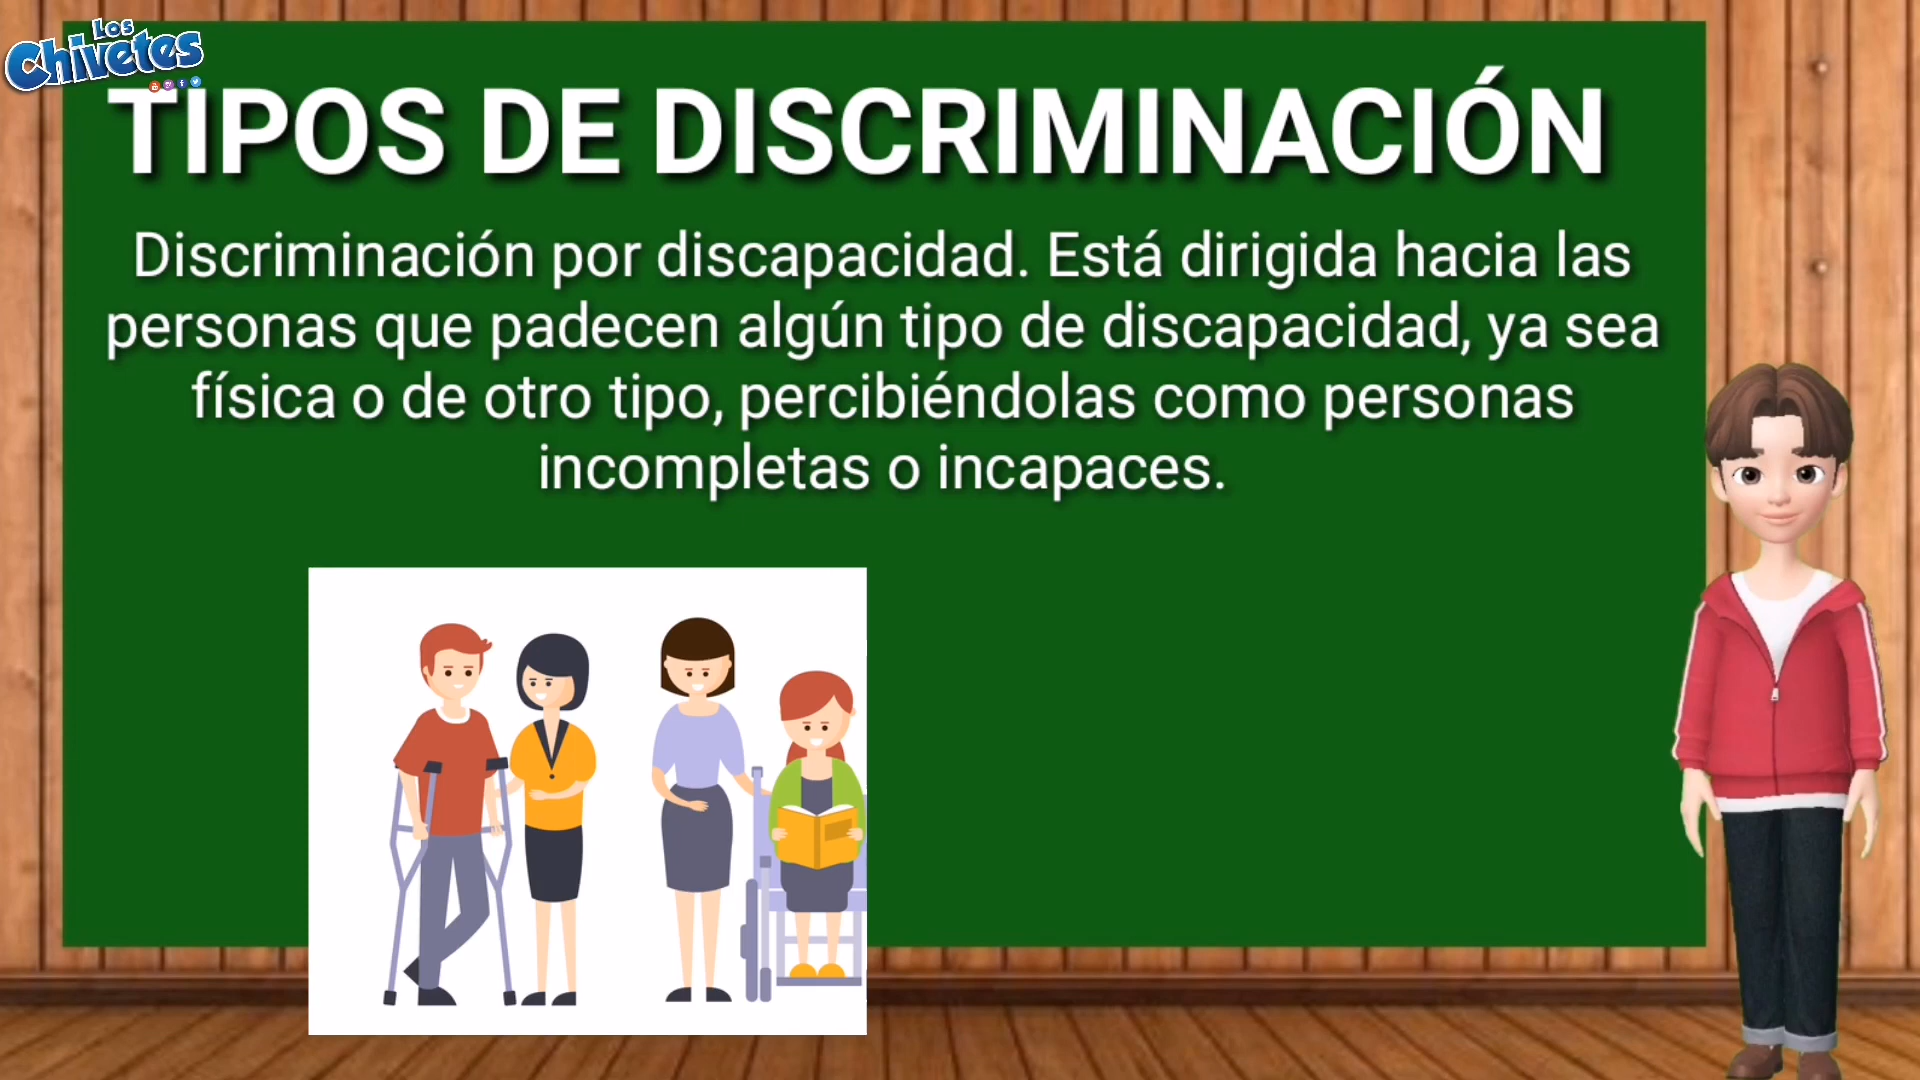 Los
Chivetes
TIPOS DE DISCRIMINACIÓN
Discriminación por discapacidad. Está dirigida hacia las
personas que padecen algún tipo de discapacidad, ya sea
física o de otro tipo, percibiéndolas como personas
incompletas o incapaces.